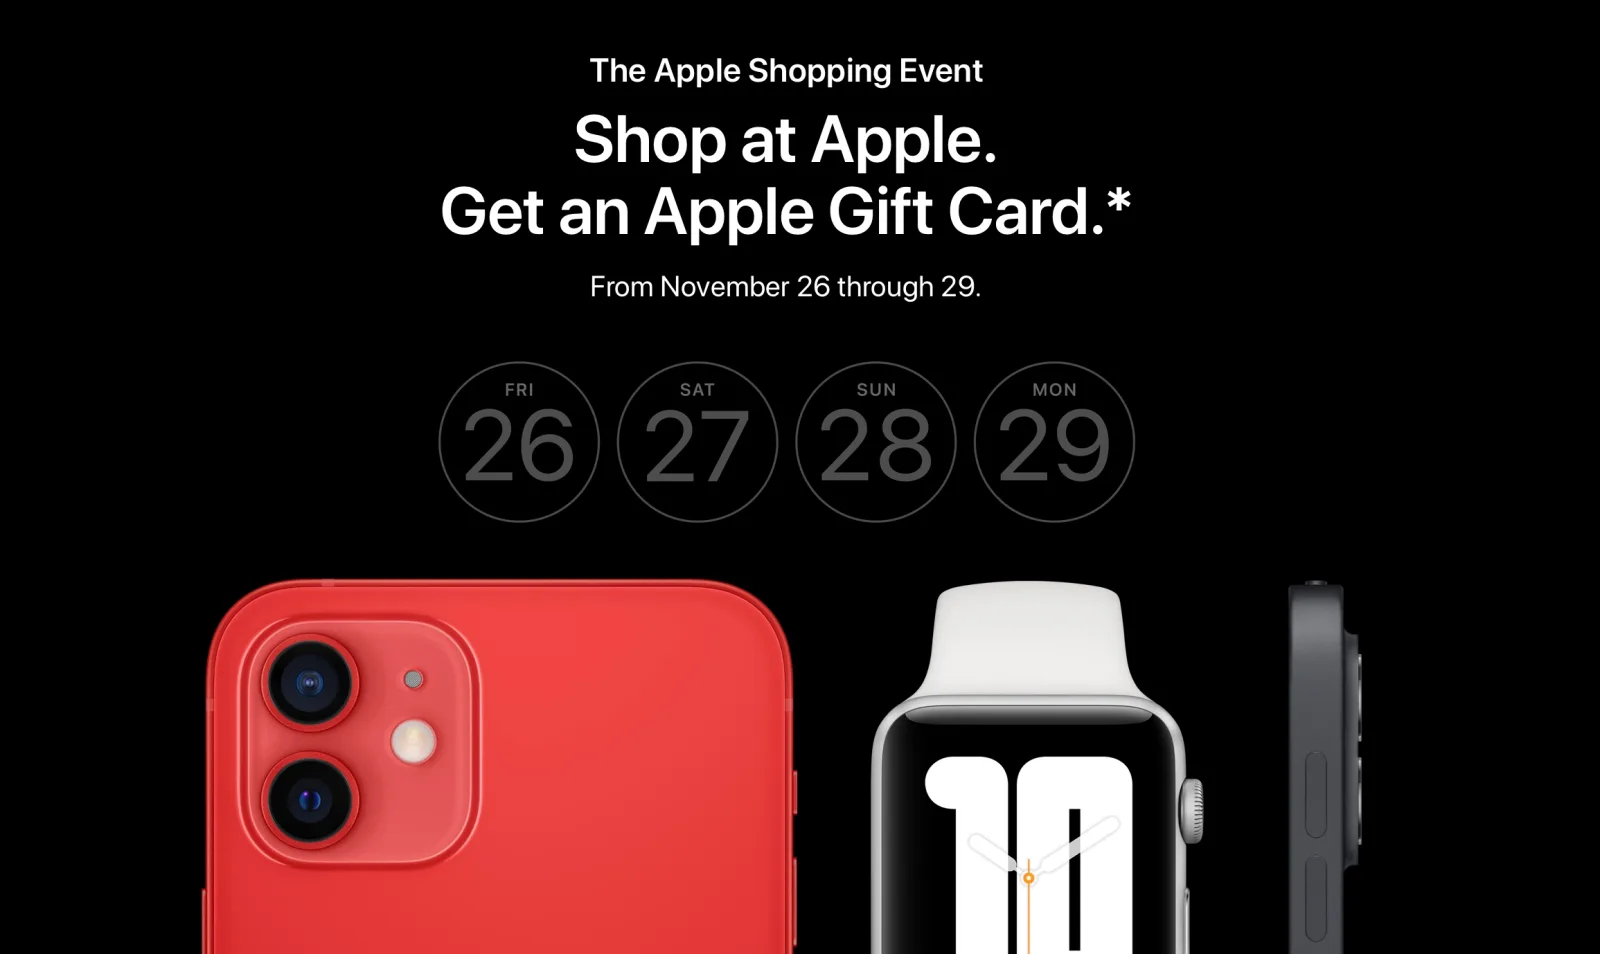 The Apple Shopping Event
Shop at Apple.
Get an Apple Gift Card.*
From November 26 through 29.
FRI SAT SUN MON
26 27 28 29
10